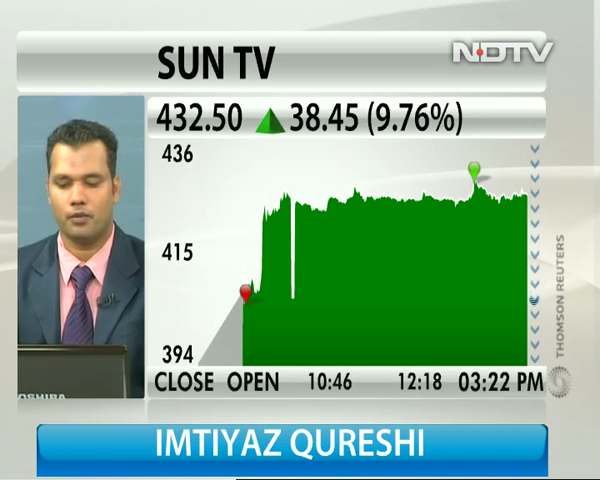 NDTV
SUN TV
432.50 38.45 (9.76%)
436
415
394
CLOSE OPEN 10:46 12:18 03:22 PM
THOMSON REUTERS
OSHIBA
IMTIYAZ QURESHI